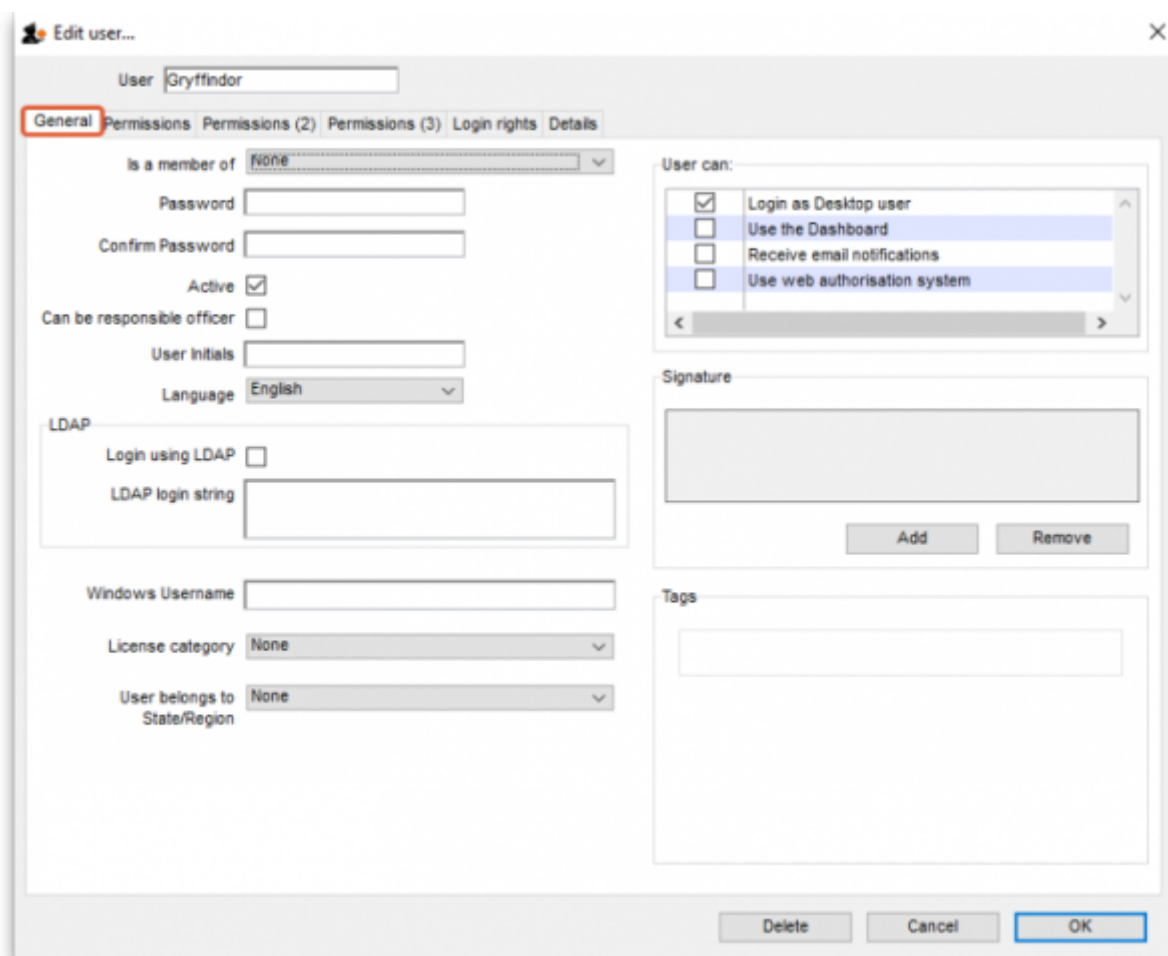 Edit user...
User Gryffindor
General Permissions Permissions (2) Permissions (3) Login rights Details
Is a member of None
Password
Confirm Password
Active
Can be responsible officer
User Initials
Language English
LDAP
Login using LDAP
LDAP login string
Windows Username
License category None
User belongs to None
State/Region
User can:
Login as Desktop user
Use the Dashboard
Receive email notifications
Use web authorisation system
Signature
Add Remove
Tags
Delete Cancel OK